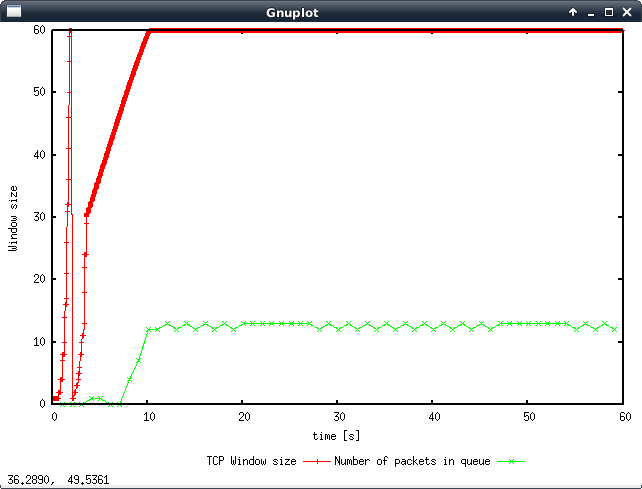 Gnuplot
60
50
40
30
20
10
0
Window size
0 10 20 30 40 50 60
time [s]
TCP Window size Number of packets in queue
36.2890, 49.5361